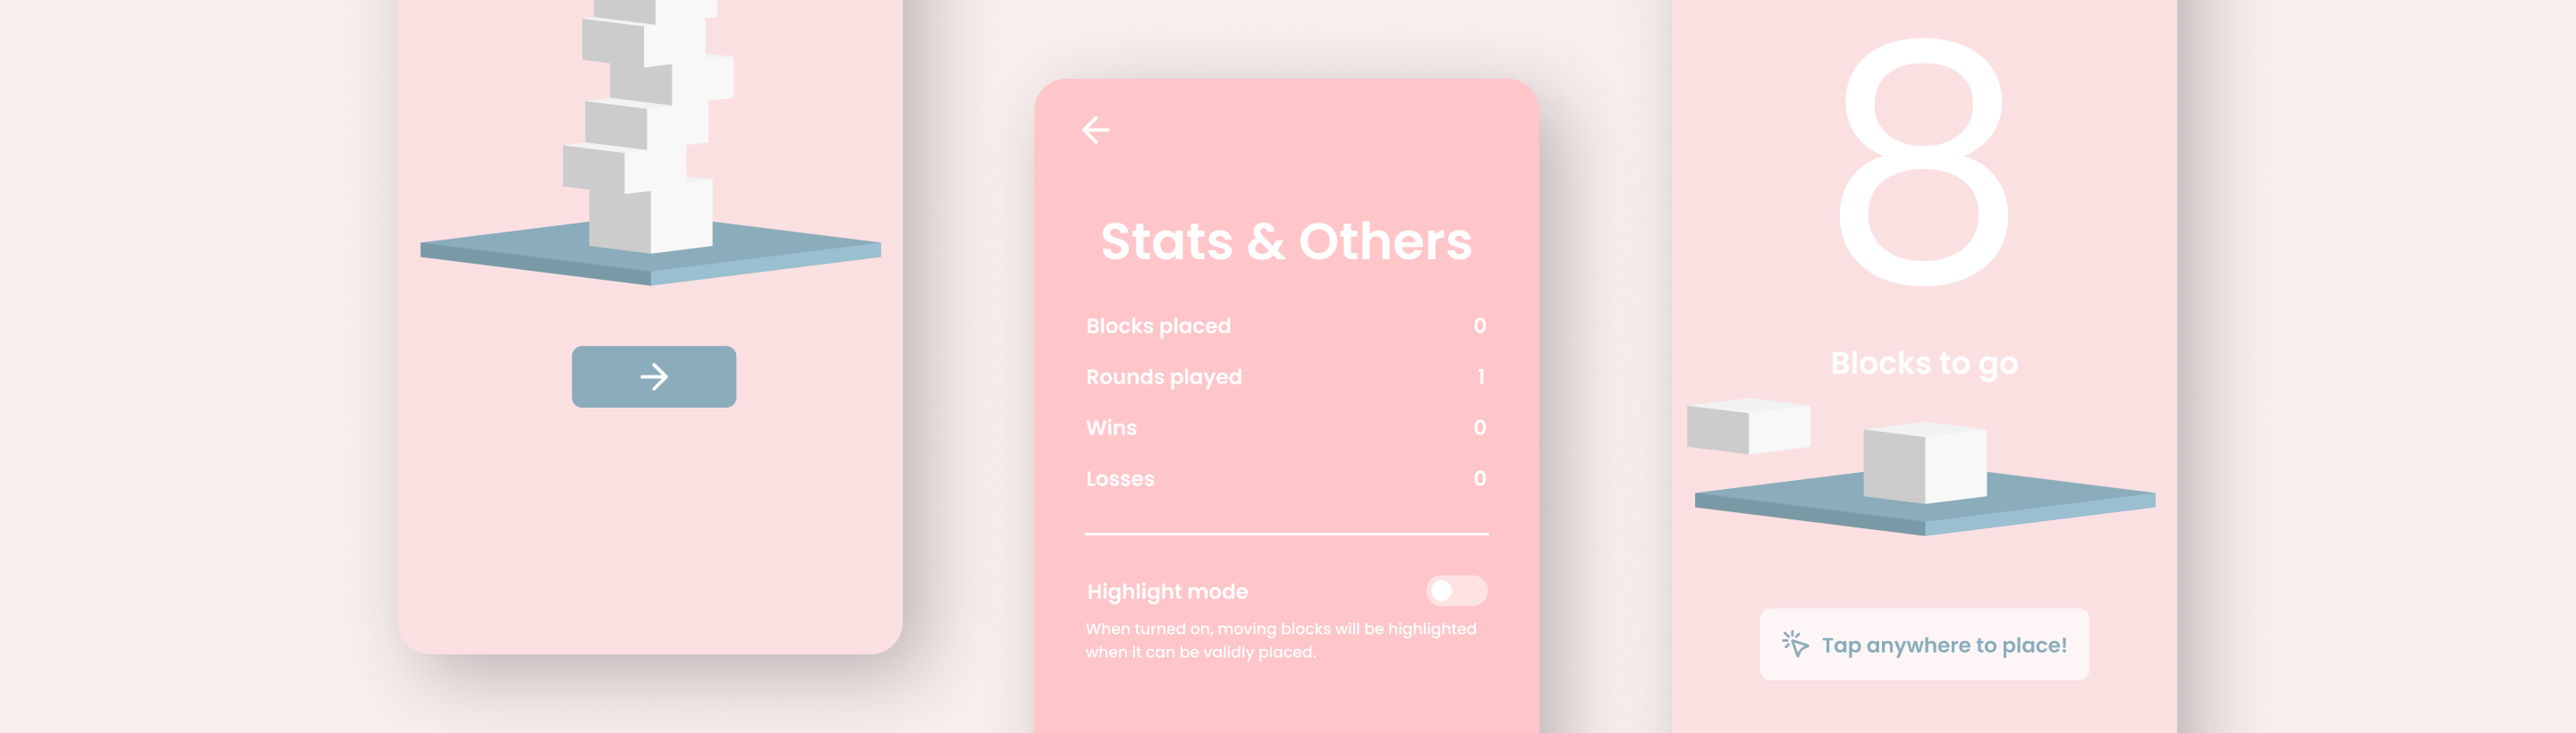 Stats & Others
Blocks placed 0
Rounds played 1
Wins 0
Losses 0
Highlight mode
When turned on, moving blocks will be highlighted
when it can be validly placed.
8
Blocks to go
Tap anywhere to place!